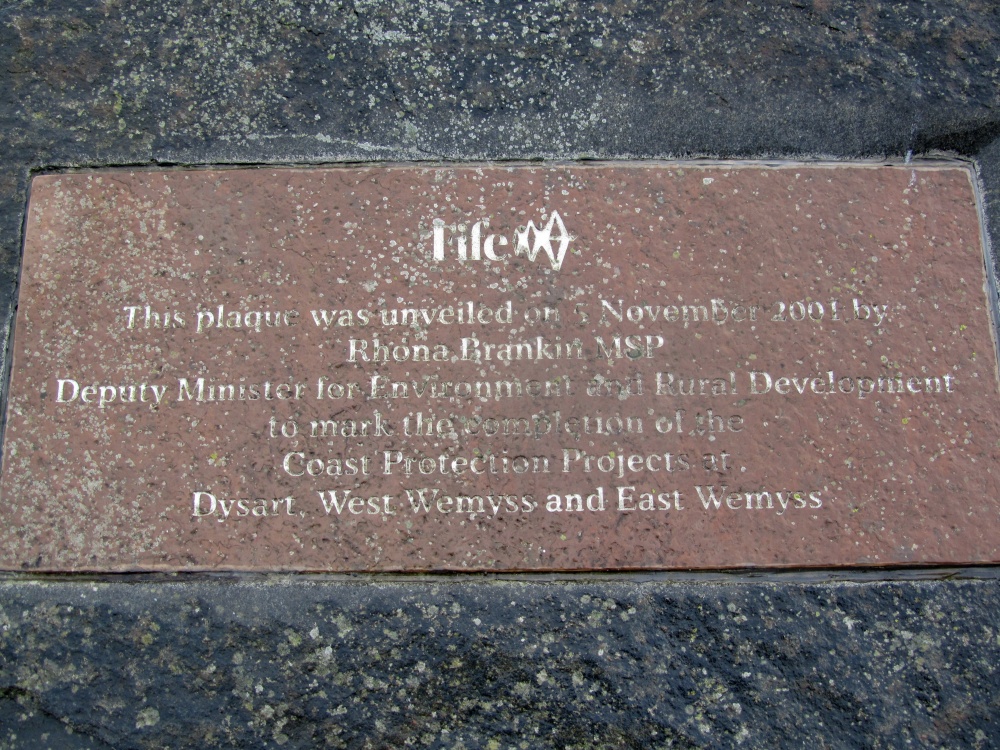 Fife
This plaque was unveiled on 5 November 2001 by
Rhona Brankin MSP
Deputy Minister for Environment and Rural Development
to mark the completion of the
Coast Protection Projects at
Dysart, West Wemyss and East Wemyss